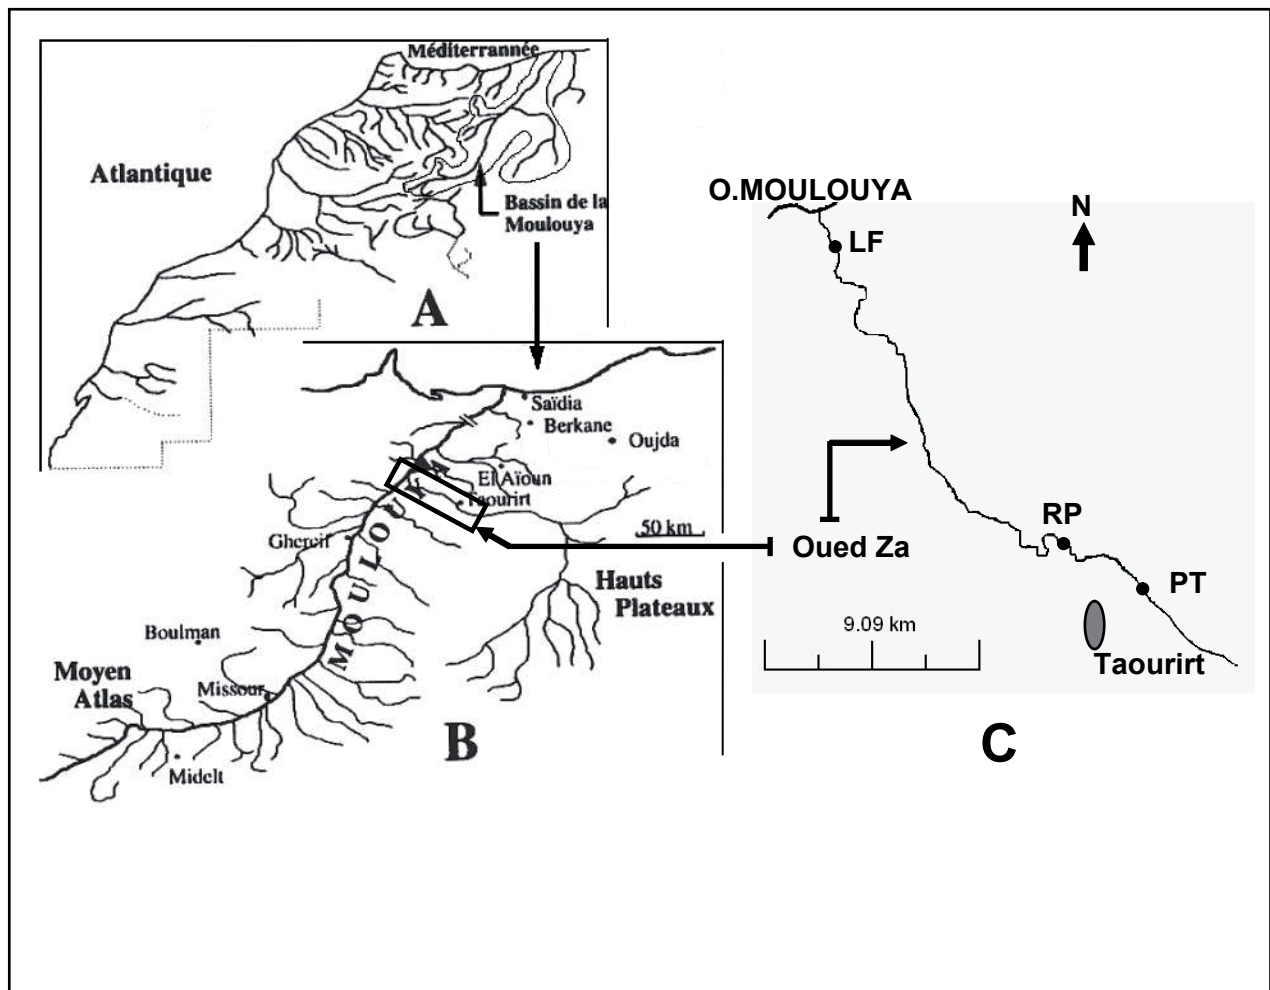 Méditerrannée
Atlantique
Bassin de la
Moulouya
A
O.MOULOUYA
N
LF
Saïdia
Berkane
Oujda
El Aïoun
Taourirt
50 km
Ghercif
MOULOUYA
Hauts
Plateaux
Boulman
Moyen
Atlas
Missour
Midelt
B
Oued Za
RP
PT
9.09 km
Taourirt
C